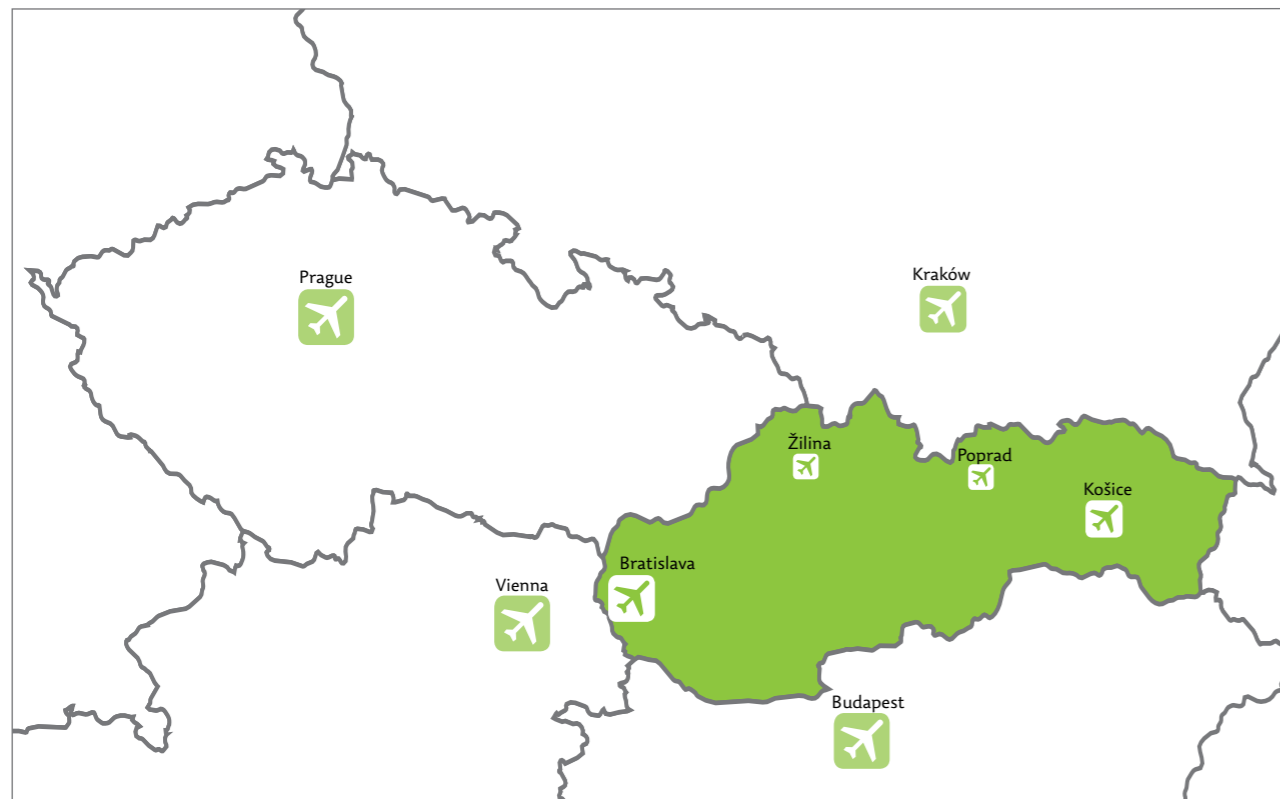 Prague
Kraków
Žilina
Poprad
Košice
Bratislava
Vienna
Budapest